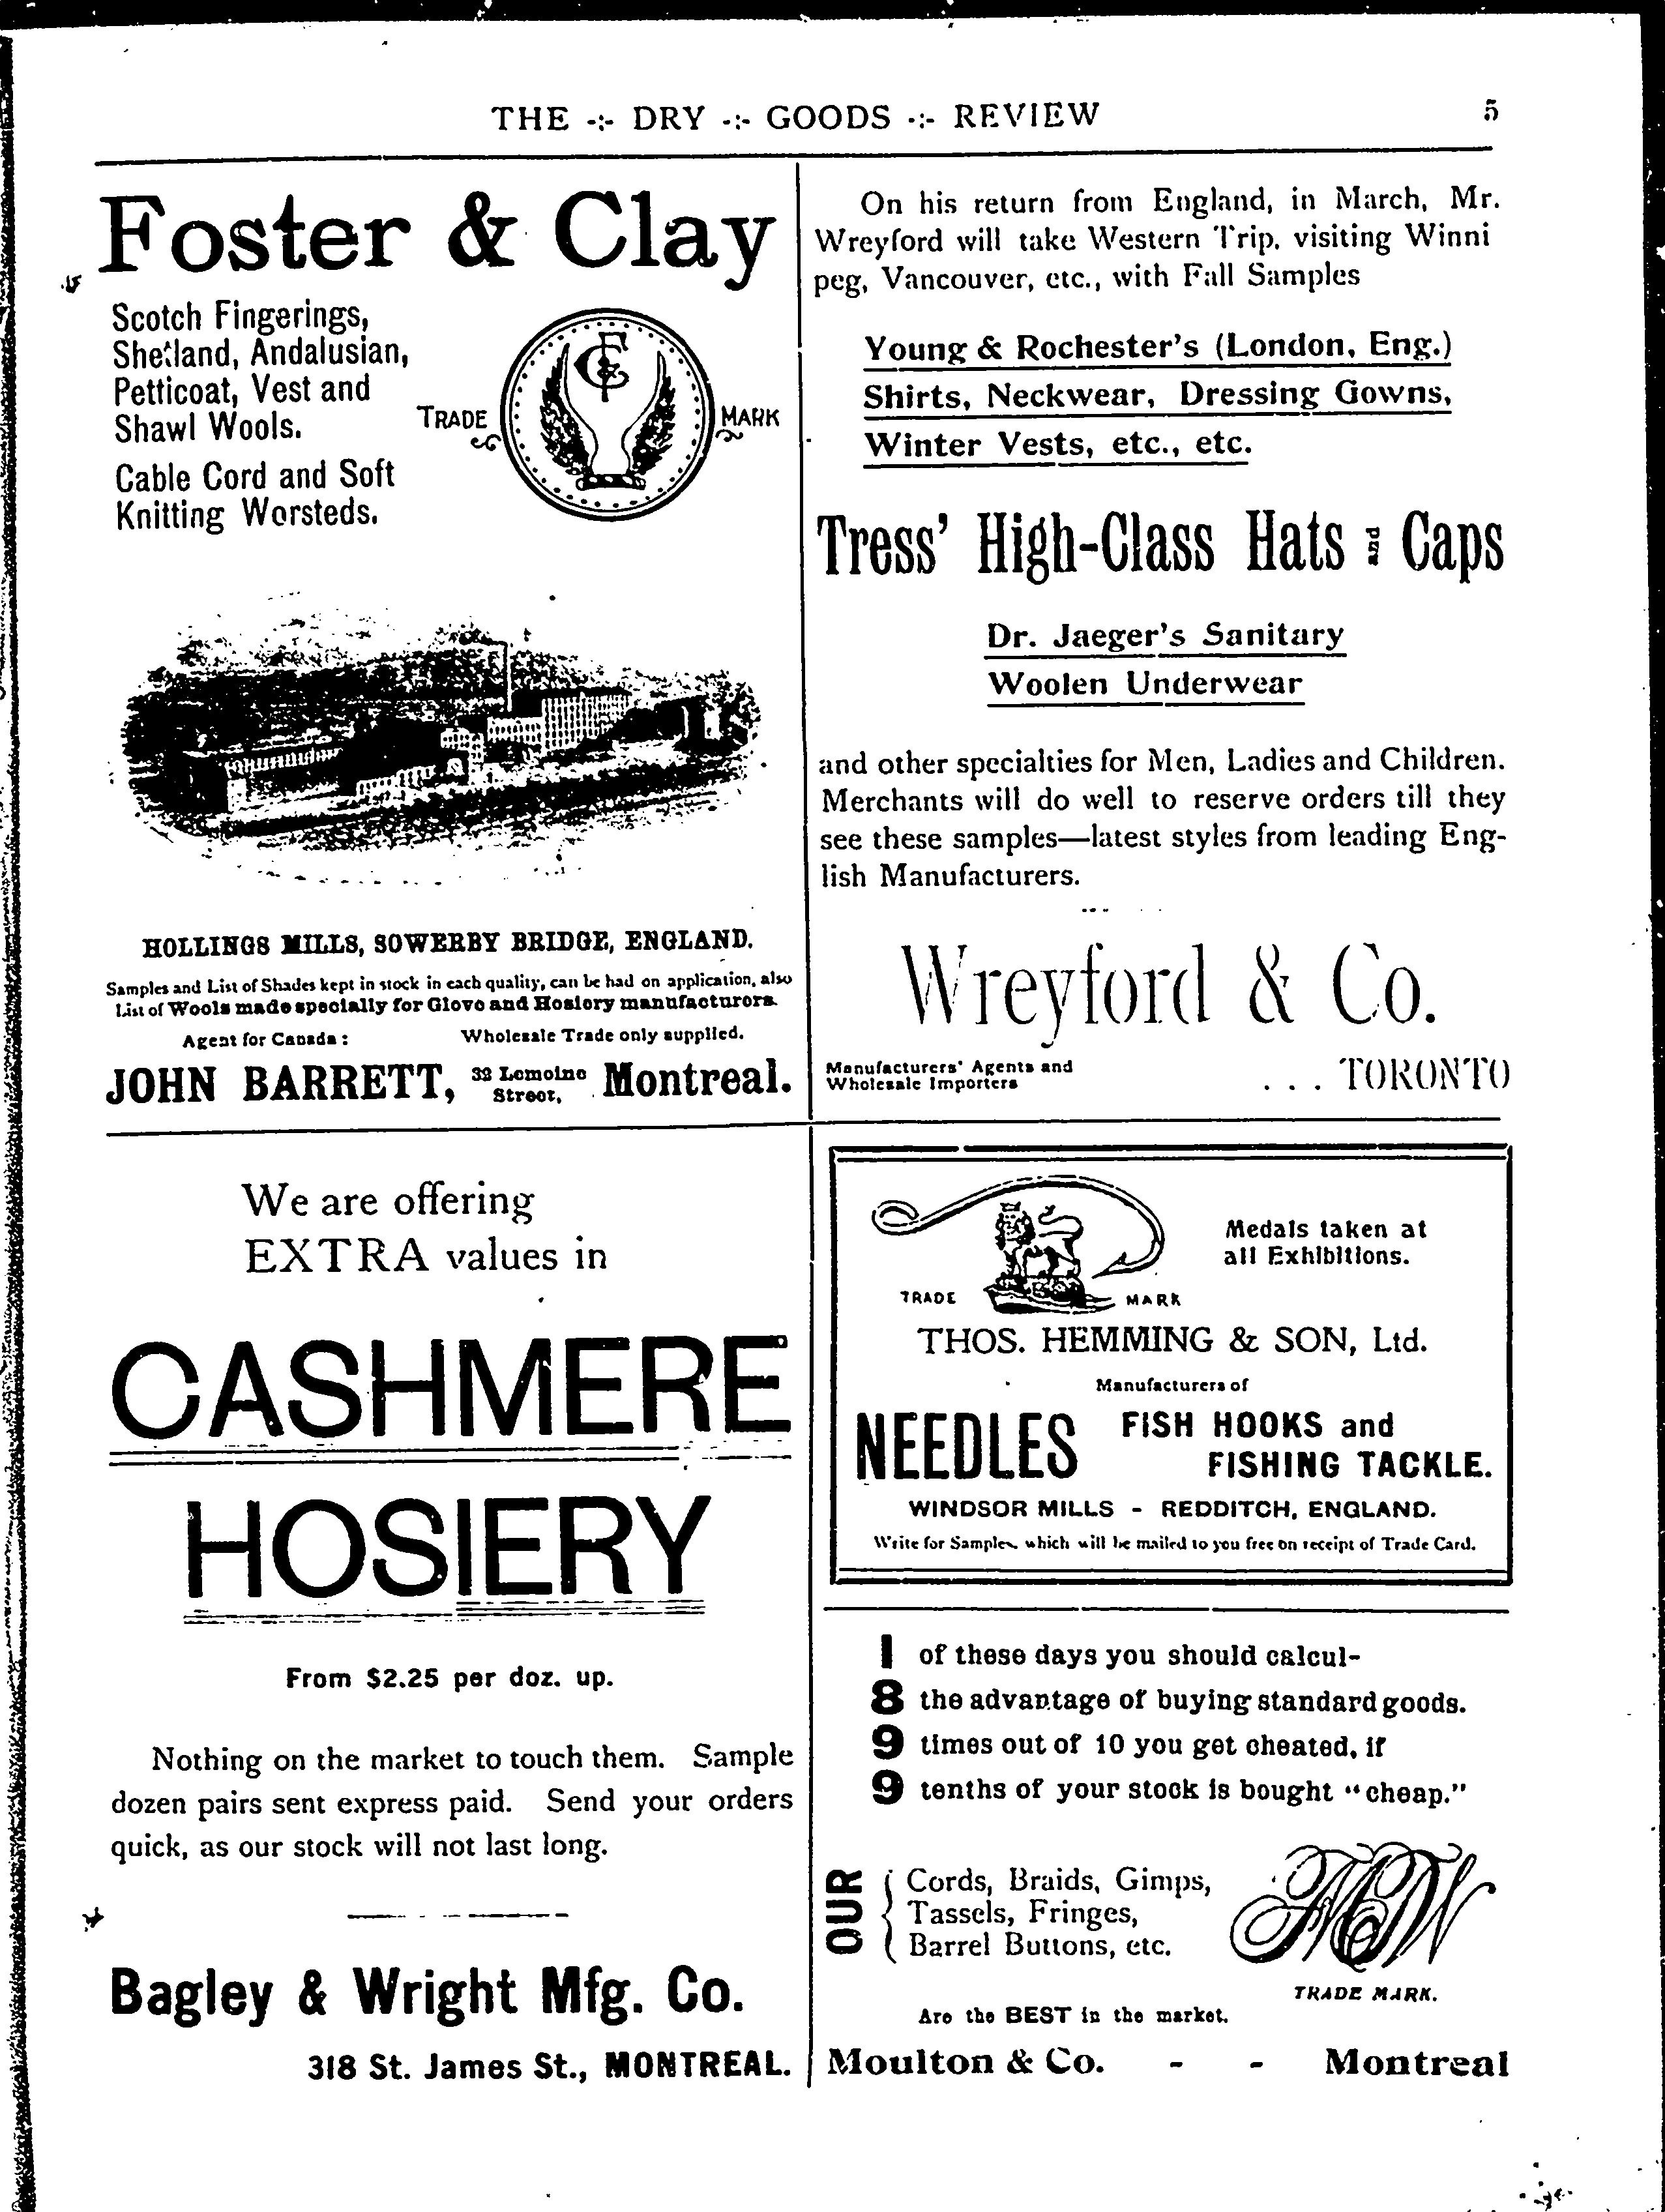 THE -:- DRY -:- GOODS -:- REVIEW
5
Foster & Clay
Scotch Fingerings,
Shetland, Andalusian,
Petticoat, Vest and
Shawl Wools.
Cable Cord and Soft
Knitting Worsteds.
TRADE MARK
HOLLINGS MILLS, SOWERBY BRIDGE, ENGLAND.
Samples and List of Shades kept in stock in each quality, can be had on application, also
List of Wools made specially for Glove and Hosiery manufacturers.
Agent for Canada: Wholesale Trade only supplied.
JOHN BARRETT, 32 Lemoine Street, Montreal.
On his return from England, in March, Mr.
Wreyford will take Western Trip, visiting Winni
peg, Vancouver, etc., with Fall Samples
Young & Rochester's (London, Eng.)
Shirts, Neckwear, Dressing Gowns,
Winter Vests, etc., etc.
Tress' High-Class Hats and Caps
Dr. Jaeger's Sanitary
Woolen Underwear
and other specialties for Men, Ladies and Children.
Merchants will do well to reserve orders till they
see these samples—latest styles from leading Eng-
lish Manufacturers.
Wreyford & Co.
Manufacturers' Agents and
Wholesale Importers
. . . TORONTO
We are offering
EXTRA values in
CASHMERE
HOSIERY
From $2.25 per doz. up.
Nothing on the market to touch them. Sample
dozen pairs sent express paid. Send your orders
quick, as our stock will not last long.
Bagley & Wright Mfg. Co.
318 St. James St., MONTREAL.
Medals taken at
all Exhibitions.
TRADE MARK
THOS. HEMMING & SON, Ltd.
Manufacturers of
NEEDLES FISH HOOKS and
FISHING TACKLE.
WINDSOR MILLS - REDDITCH, ENGLAND.
Write for Samples, which will be mailed to you free on receipt of Trade Card.
1 of these days you should calcul-
8 the advantage of buying standard goods.
9 times out of 10 you get cheated, if
9 tenths of your stock is bought "cheap."
OUR
Cords, Braids, Gimps,
Tassels, Fringes,
Barrel Buttons, etc.
TRADE MARK.
Are the BEST in the market.
Moulton & Co. - - Montreal